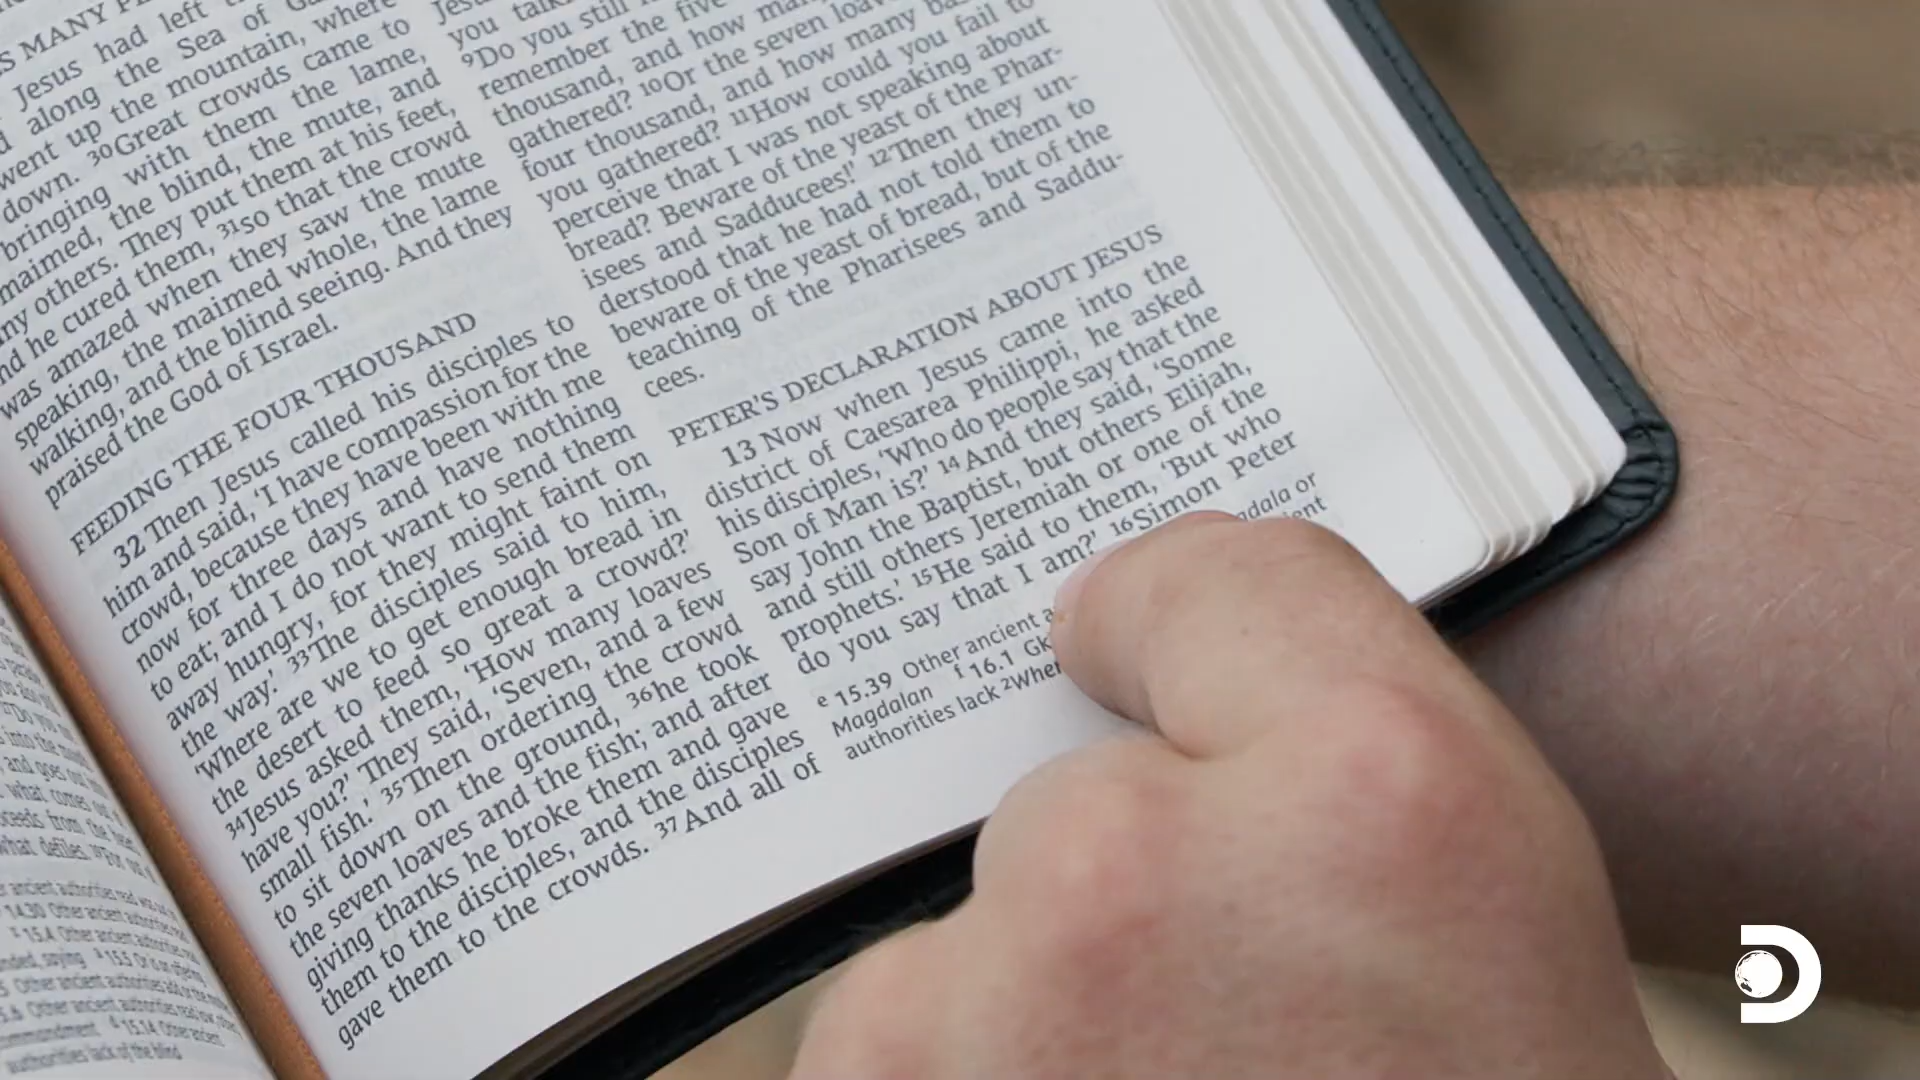 S MANY
Jesus had left
along the Sea of
went up the mountain, where
down. 30Great crowds came to
bringing with them the lame,
maimed, the blind, the mute, and
many others. They put them at his feet,
and he cured them, 31so that the crowd
was amazed when they saw the mute
speaking, the maimed whole, the lame
walking, and the blind seeing. And they
praised the God of Israel.
FEEDING THE FOUR THOUSAND
32 Then Jesus called his disciples to
him and said, 'I have compassion for the
crowd, because they have been with me
now for three days and have nothing
to eat; and I do not want to send them
away hungry, for they might faint on
the way.' 33The disciples said to him,
'Where are we to get enough bread in
the desert to feed so great a crowd?'
34Jesus asked them, 'How many loaves
have you?' They said, 'Seven, and a few
small fish.' 35Then ordering the crowd
to sit down on the ground, 36he took
the seven loaves and the fish; and after
giving thanks he broke them and gave
them to the disciples, and the disciples
gave them to the crowds. 37And all of
you
9Do you still
remember the five
thousand, and how many
gathered? 10Or the seven loaves
four thousand, and how many
you gathered? 11How could you fail to
perceive that I was not speaking about
bread? Beware of the yeast of the Phar-
isees and Sadducees!' 12Then they un-
derstood that he had not told them to
beware of the yeast of bread, but of the
teaching of the Pharisees and Saddu-
cees.
PETER'S DECLARATION ABOUT JESUS
13 Now when Jesus came into the
district of Caesarea Philippi, he asked
his disciples, 'Who do people say that the
Son of Man is?' 14And they said, 'Some
say John the Baptist, but others Elijah,
and still others Jeremiah or one of the
prophets.' 15He said to them, 'But who
do you say that I am?' 16Simon Peter
e 15.39 Other ancient
Magdalan f 16.1 Gk
authorities lack 2When